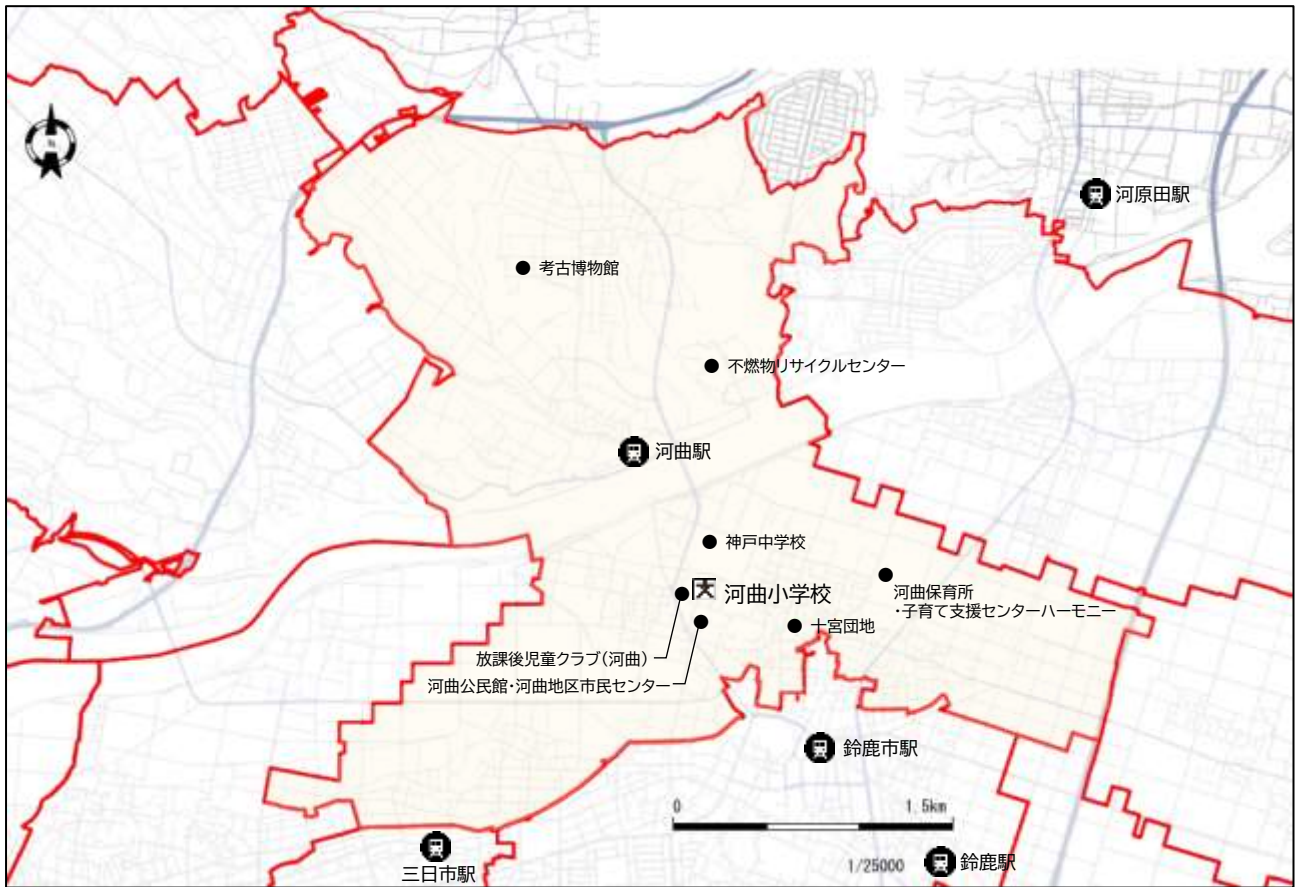 河原田駅
考古博物館
不燃物リサイクルセンター
河曲駅
神戸中学校
河曲小学校
河曲保育所
・子育て支援センターハーモニー
十宮団地
放課後児童クラブ(河曲)
河曲公民館・河曲地区市民センター
鈴鹿市駅
0 1.5km
1/25000
鈴鹿駅
三日市駅